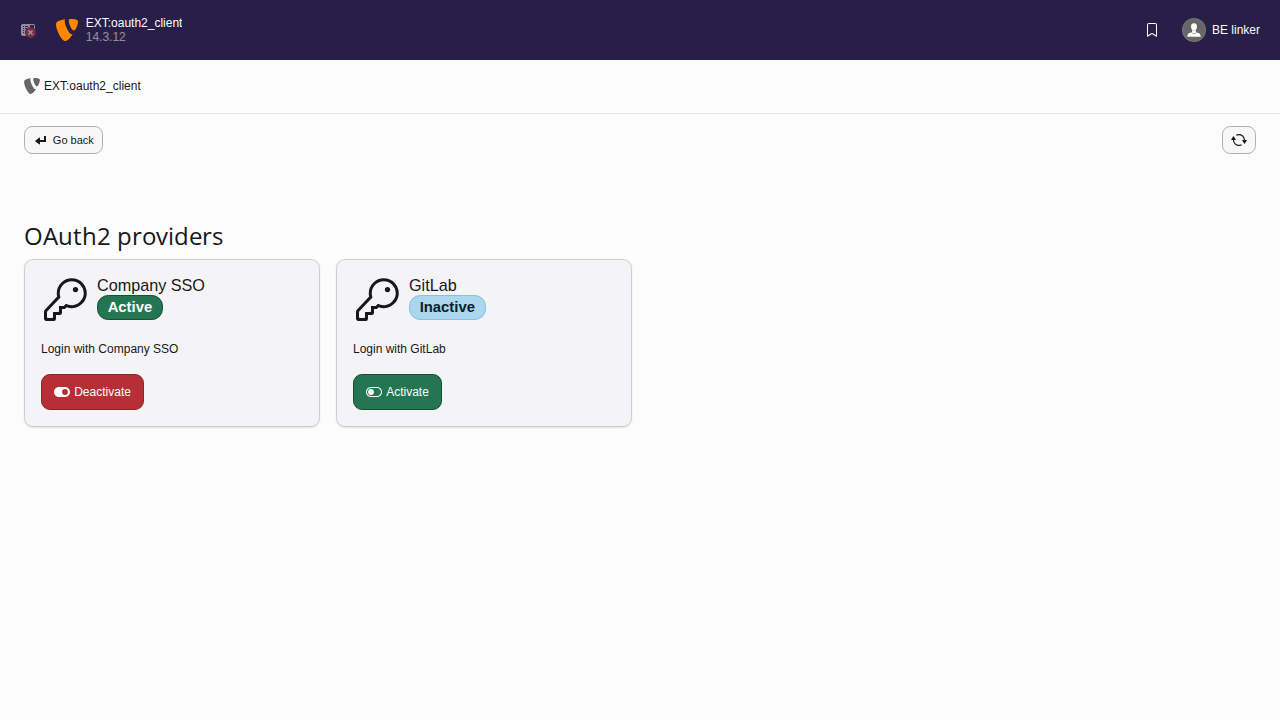 EXT:oauth2_client
14.3.12
BE linker
EXT:oauth2_client
Go back
OAuth2 providers
Company SSO
Active
Login with Company SSO
Deactivate
GitLab
Inactive
Login with GitLab
Activate